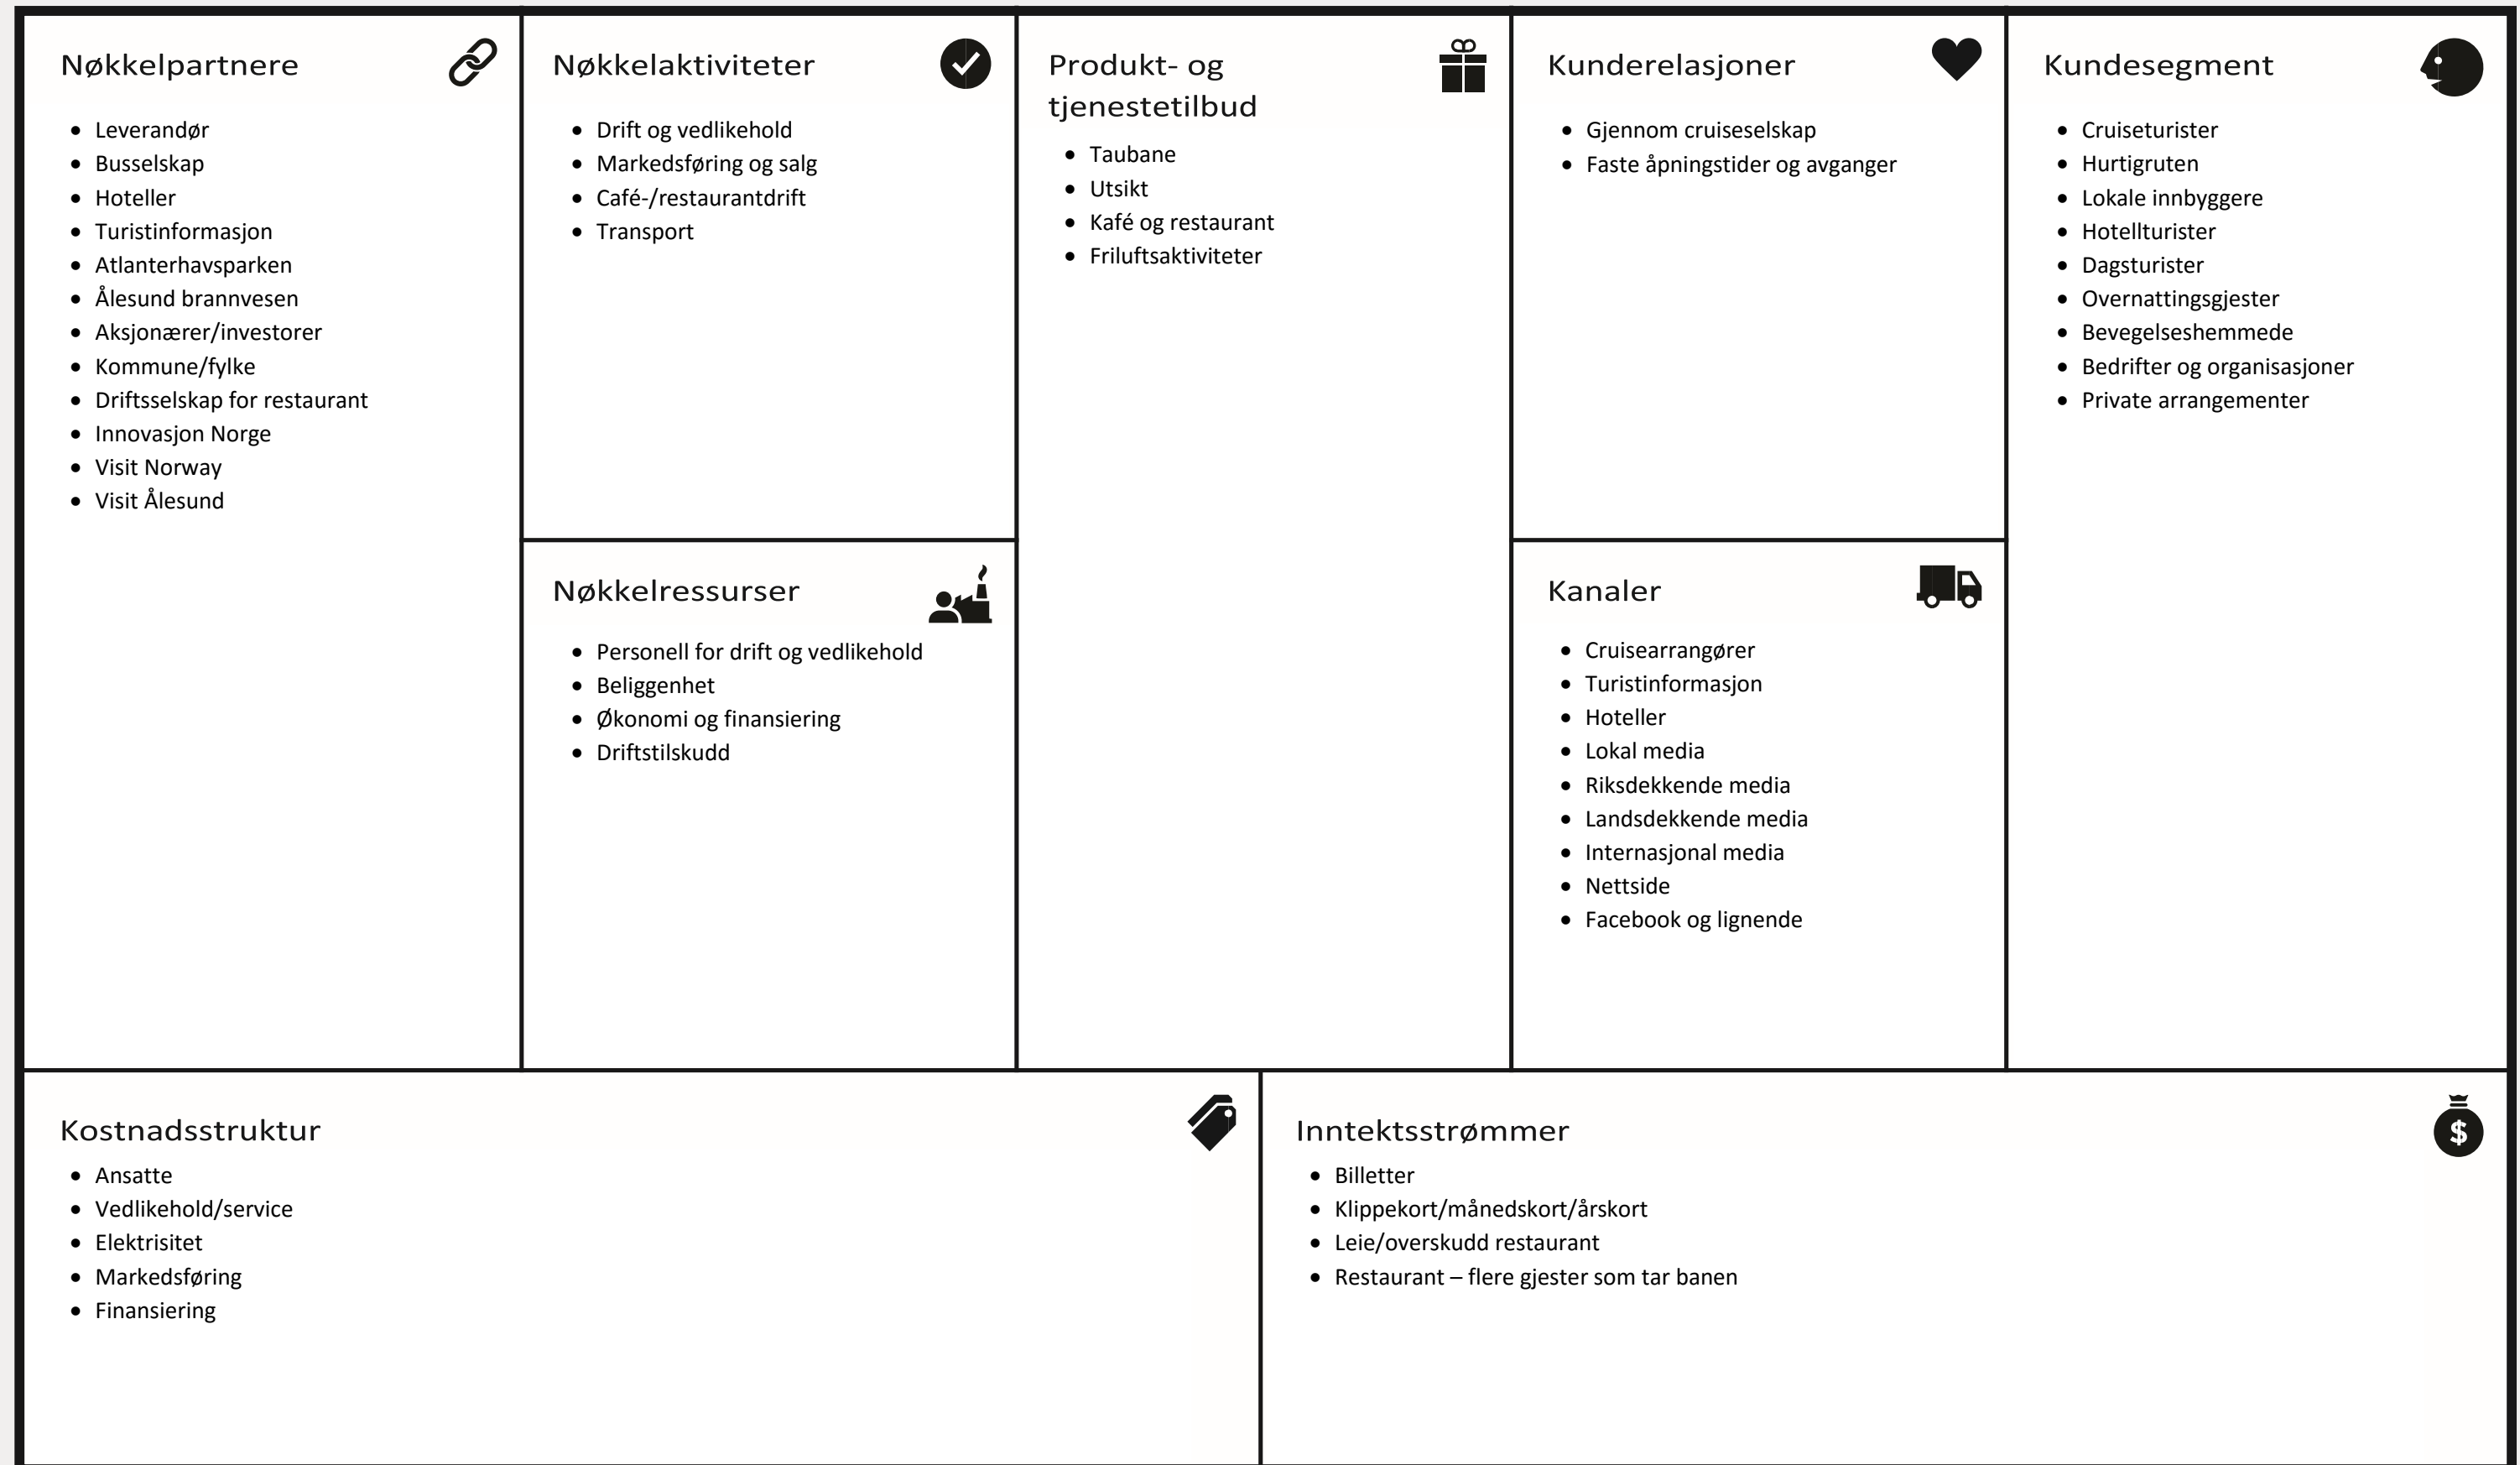 Nøkkelpartnere
• Leverandør
• Busselskap
• Hoteller
• Turistinformasjon
• Atlanterhavsparken
• Ålesund brannvesen
• Aksjonærer/investorer
• Kommune/fylke
• Driftsselskap for restaurant
• Innovasjon Norge
• Visit Norway
• Visit Ålesund
Nøkkelaktiviteter
• Drift og vedlikehold
• Markedsføring og salg
• Café-/restaurantdrift
• Transport
Nøkkelressurser
• Personell for drift og vedlikehold
• Beliggenhet
• Økonomi og finansiering
• Driftstilskudd
Produkt- og
tjenestetilbud
• Taubane
• Utsikt
• Kafé og restaurant
• Friluftsaktiviteter
Kunderelasjoner
• Gjennom cruiseselskap
• Faste åpningstider og avganger
Kanaler
• Cruisearrangører
• Turistinformasjon
• Hoteller
• Lokal media
• Riksdekkende media
• Landsdekkende media
• Internasjonal media
• Nettside
• Facebook og lignende
Kundesegment
• Cruiseturister
• Hurtigruten
• Lokale innbyggere
• Hotellturister
• Dagsturister
• Overnattingsgjester
• Bevegelseshemmede
• Bedrifter og organisasjoner
• Private arrangementer
Kostnadsstruktur
• Ansatte
• Vedlikehold/service
• Elektrisitet
• Markedsføring
• Finansiering
Inntektsstrømmer
$
• Billetter
• Klippekort/månedskort/årskort
• Leie/overskudd restaurant
• Restaurant – flere gjester som tar banen